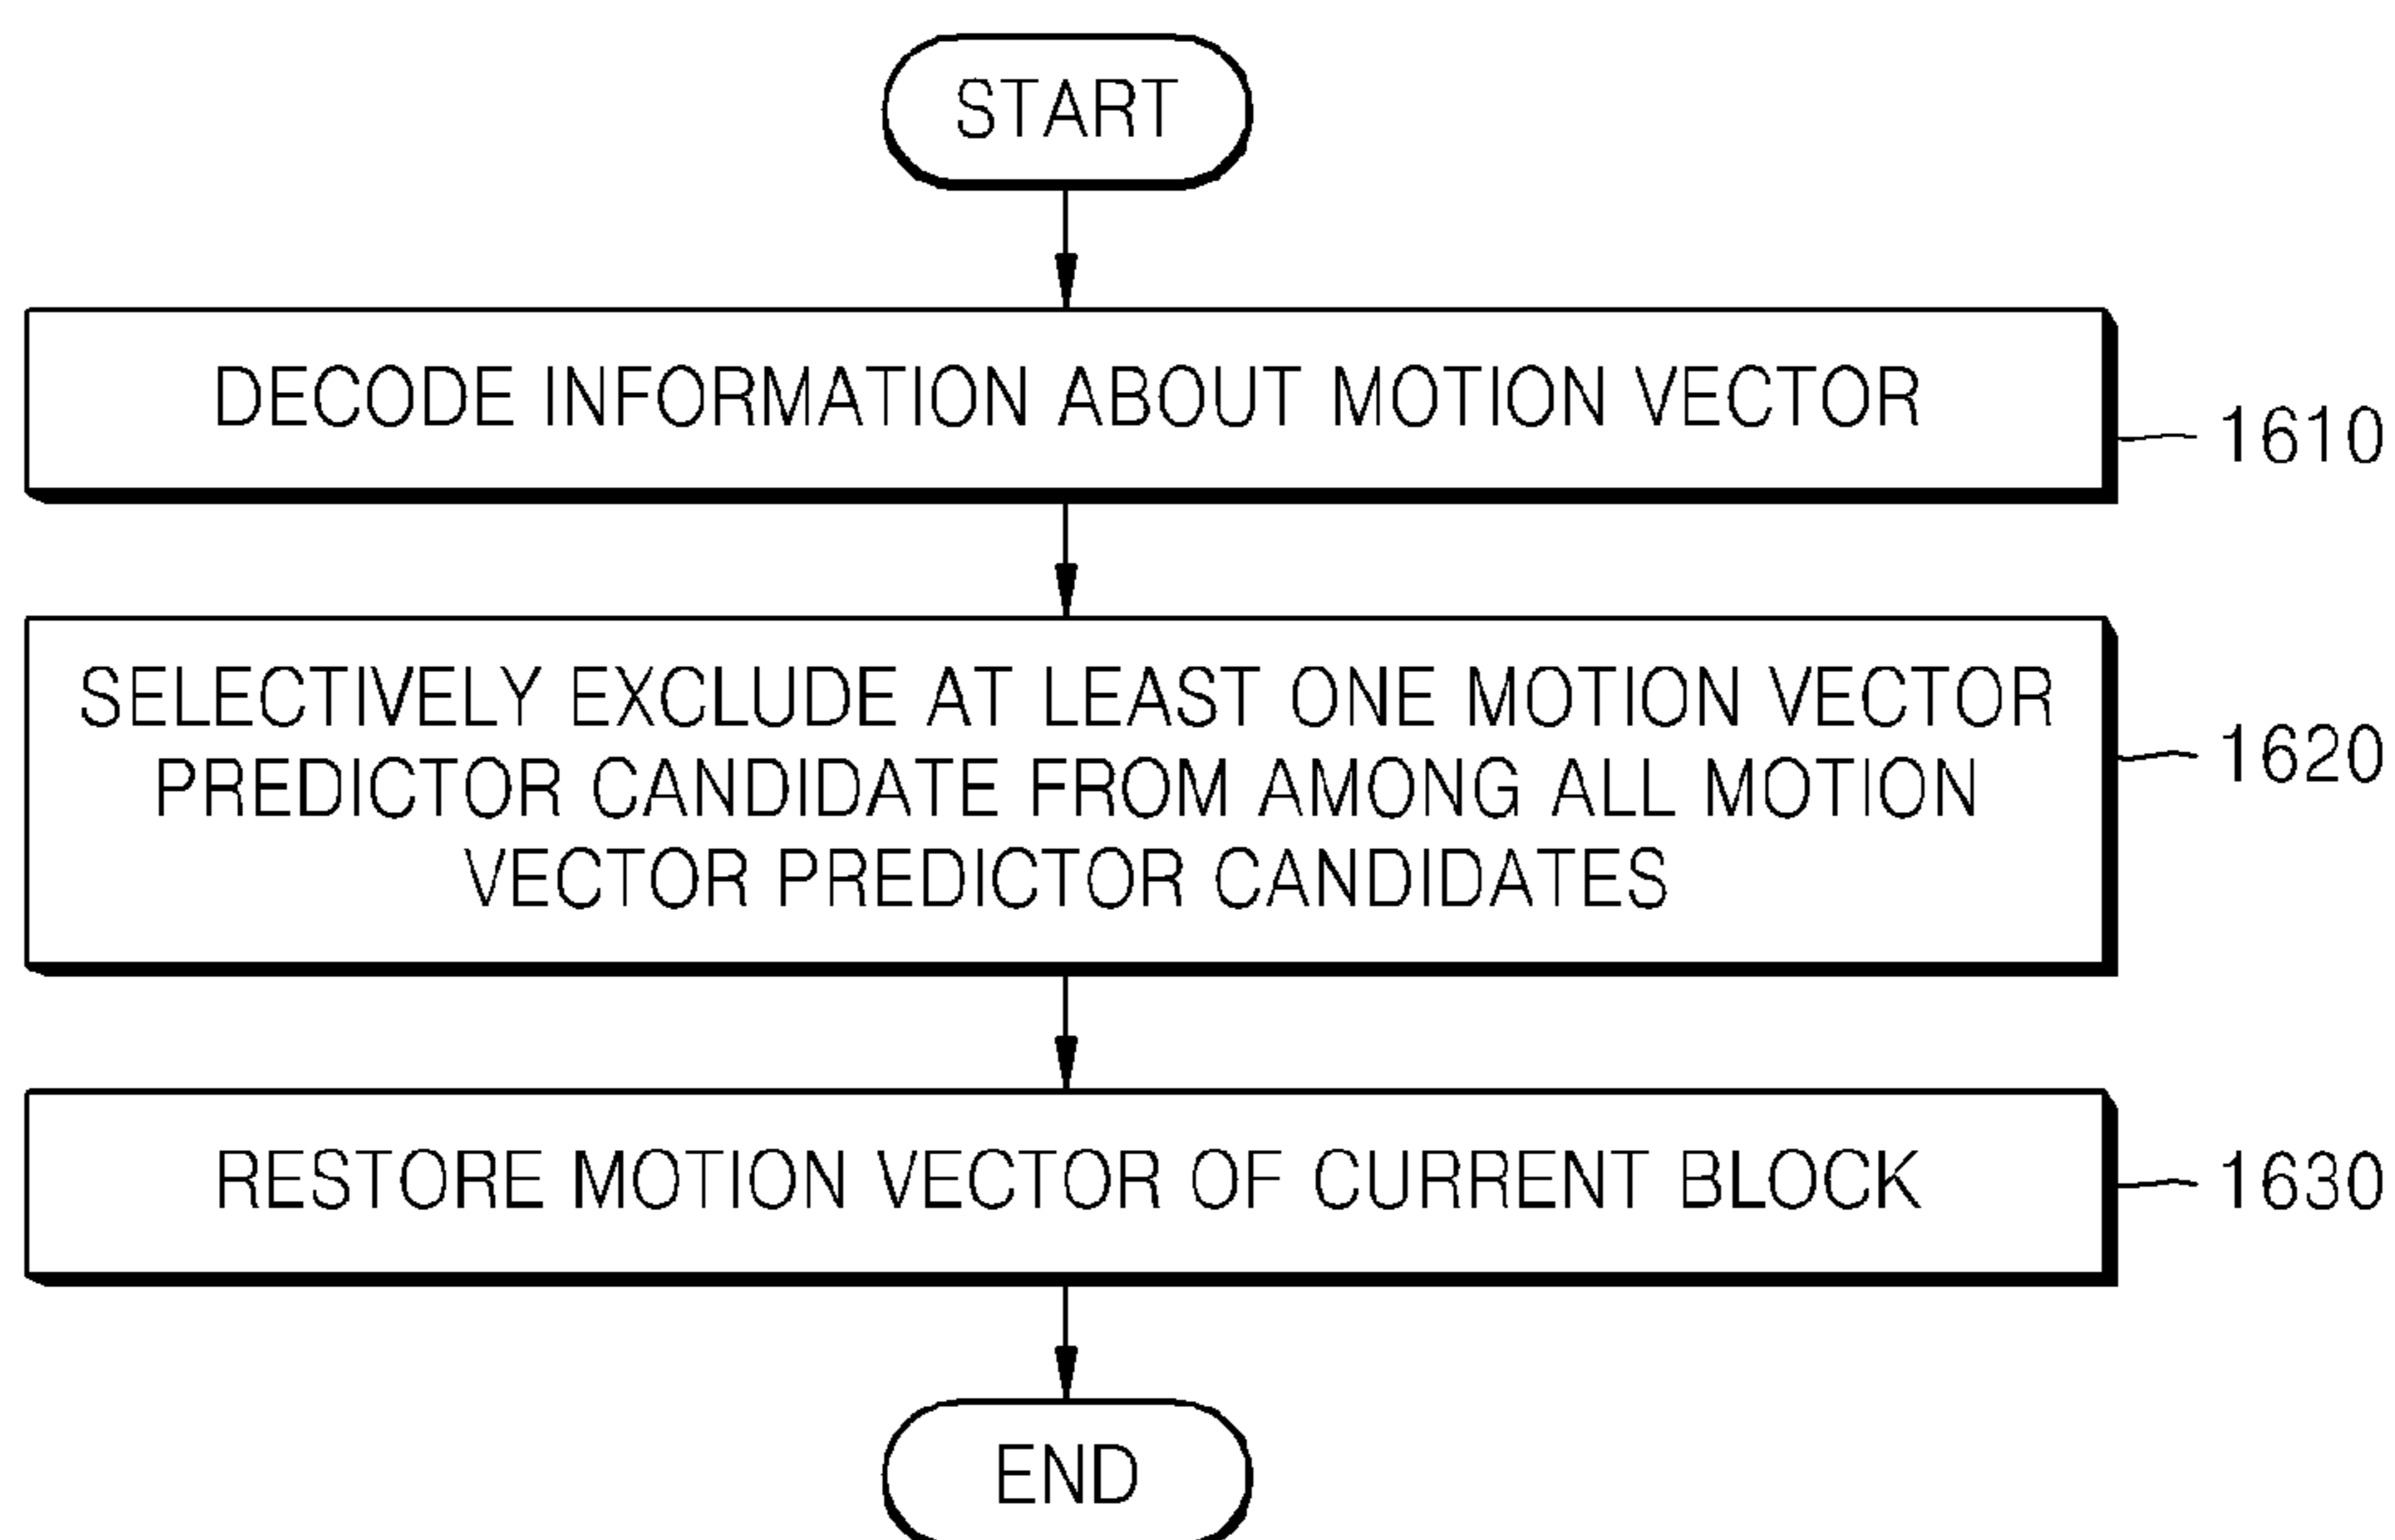 START
DECODE INFORMATION ABOUT MOTION VECTOR
1610
SELECTIVELY EXCLUDE AT LEAST ONE MOTION VECTOR
PREDICTOR CANDIDATE FROM AMONG ALL MOTION
VECTOR PREDICTOR CANDIDATES
1620
RESTORE MOTION VECTOR OF CURRENT BLOCK
1630
END